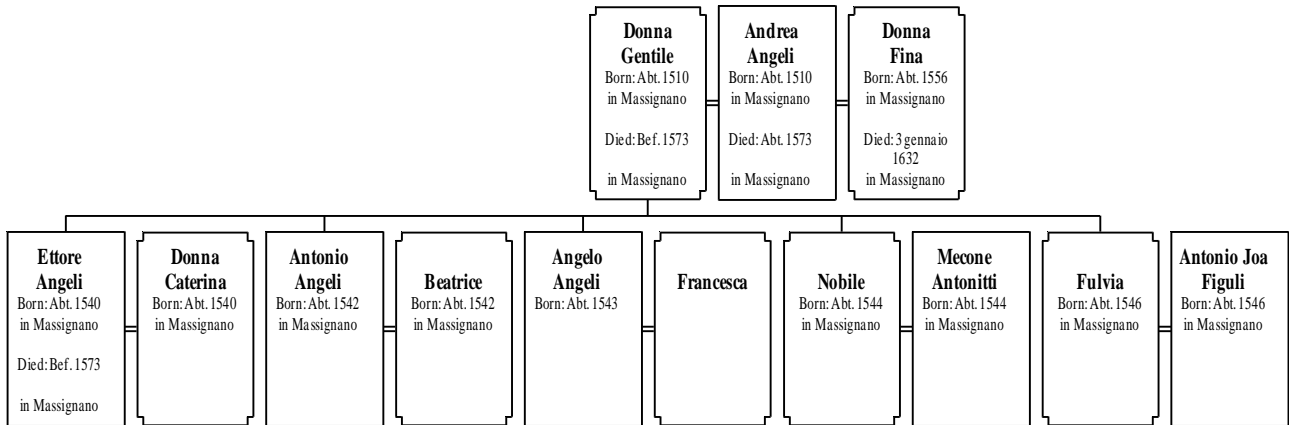 Donna
Gentile
Born: Abt. 1510
in Massignano
Died: Bef. 1573
in Massignano
Andrea
Angeli
Born: Abt. 1510
in Massignano
Died: Abt. 1573
in Massignano
Donna
Fina
Born: Abt. 1556
in Massignano
Died: 3 gennaio
1632
in Massignano
Ettore
Angeli
Born: Abt. 1540
in Massignano
Died: Bef. 1573
in Massignano
Donna
Caterina
Born: Abt. 1540
in Massignano
Antonio
Angeli
Born: Abt. 1542
in Massignano
Beatrice
Born: Abt. 1542
in Massignano
Angelo
Angeli
Born: Abt. 1543
Francesca
Nobile
Born: Abt. 1544
in Massignano
Mecone
Antonitti
Born: Abt. 1544
in Massignano
Fulvia
Born: Abt. 1546
in Massignano
Antonio Joa
Figuli
Born: Abt. 1546
in Massignano